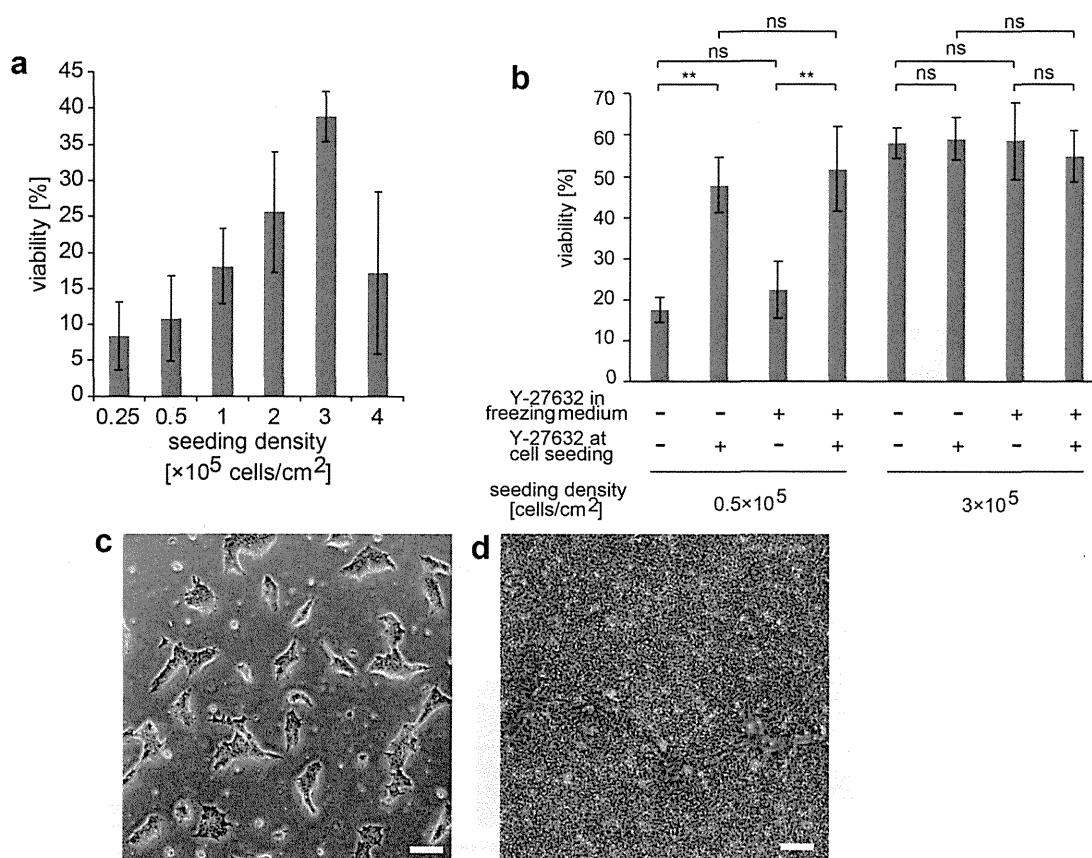 a
45
40
35
30
25
20
15
10
5
0
viability [%]
0.25 0.5 1 2 3 4
seeding density
[×10⁵ cells/cm²]
b
ns
ns
ns
ns
** ** ns ns
70
60
50
40
30
20
10
0
viability [%]
Y-27632 in
freezing medium
- - + + - - + +
Y-27632 at
cell seeding
- + - + - + - +
seeding density
[cells/cm²]
0.5×10⁵ 3×10⁵
c
d